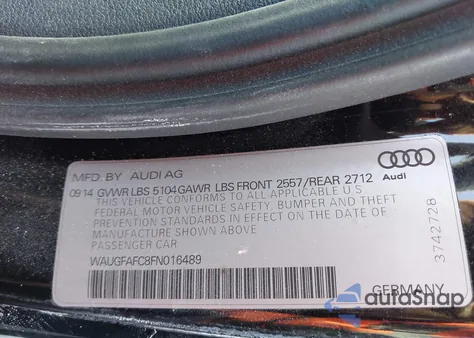 MFD. BY AUDI AG
09 14 GVWR LBS 5104 GAWR LBS FRONT 2557/REAR 2712
THIS VEHICLE CONFORMS TO ALL APPLICABLE U.S.
FEDERAL MOTOR VEHICLE SAFETY, BUMPER AND THEFT
PREVENTION STANDARDS IN EFFECT ON THE DATE OF
MANUFACTURE SHOWN ABOVE
PASSENGER CAR
WAUGFAFC8FN016489
Audi
3742728
GERMANY
autoSnap